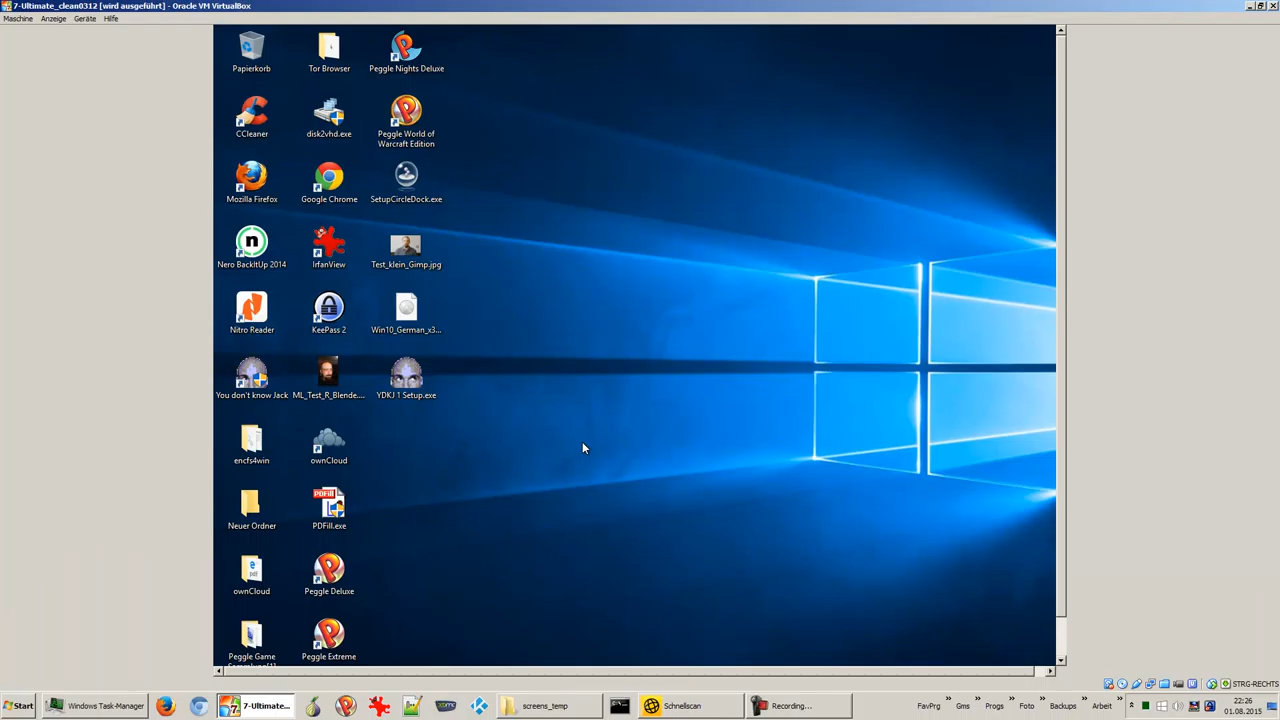 7-Ultimate_clean0312 [wird ausgeführt] - Oracle VM VirtualBox
Maschine Anzeige Geräte Hilfe
Papierkorb
Tor Browser
Peggle Nights Deluxe
CCleaner
disk2vhd.exe
Peggle World of
Warcraft Edition
Mozilla Firefox
Google Chrome
SetupCircleDock.exe
Nero BackItUp 2014
IrfanView
Test_klein_Gimp.jpg
Nitro Reader
KeePass 2
Win10_German_x3...
You don't know Jack
ML_Test_R_Blende....
YDKJ 1 Setup.exe
encfs4win
ownCloud
Neuer Ordner
PDFill.exe
ownCloud
Peggle Deluxe
Peggle Game
Peggle Extreme
STRG-RECHTS
Start
Windows Task-Manager
7-Ultimate...
screens_temp
Schnellscan
Recording...
FavPrg
Gms
Progs
Foto
Backups
Arbeit
22:26
01.08.2015